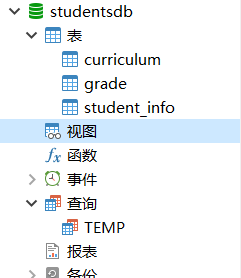 studentsdb
表
curriculum
grade
student_info
视图
函数
事件
查询
TEMP
报表
备份